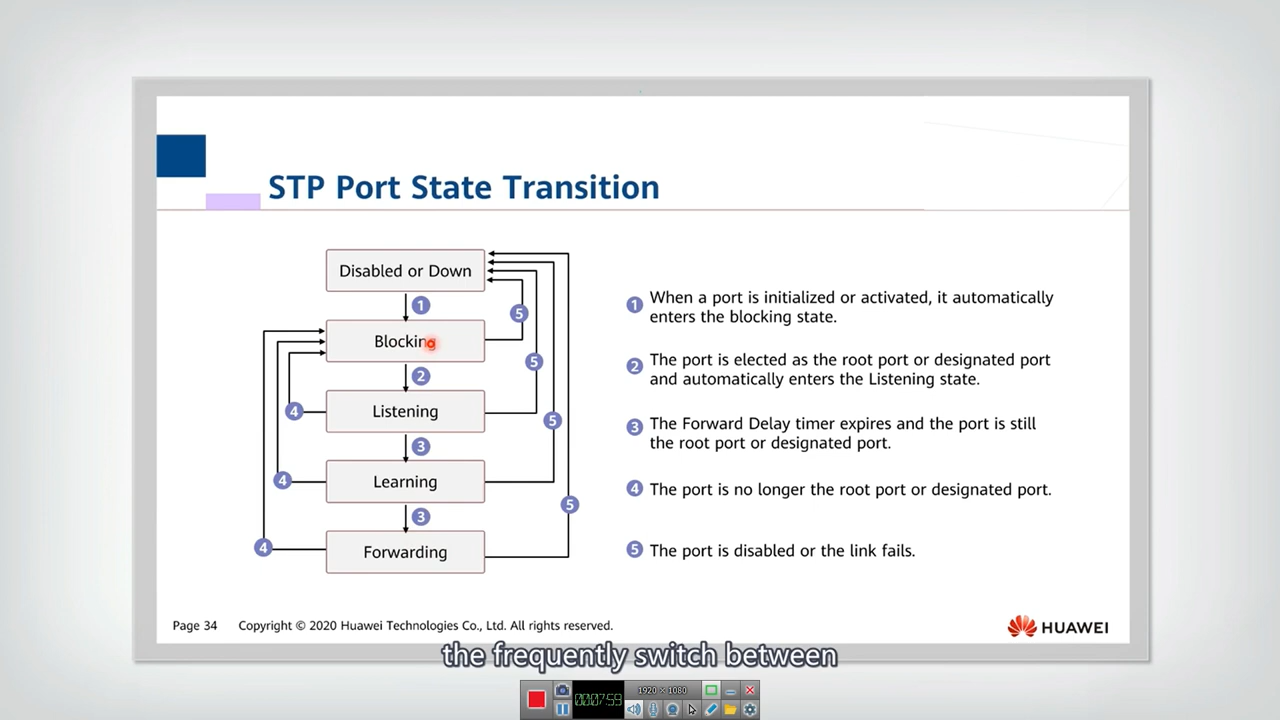 STP Port State Transition
Disabled or Down
1
Blocking
2
Listening
3
Learning
3
Forwarding
4
4
4
5
5
5
5
1 When a port is initialized or activated, it automatically
enters the blocking state.
2 The port is elected as the root port or designated port
and automatically enters the Listening state.
3 The Forward Delay timer expires and the port is still
the root port or designated port.
4 The port is no longer the root port or designated port.
5 The port is disabled or the link fails.
Page 34 Copyright © 2020 Huawei Technologies Co., Ltd. All rights reserved.
HUAWEI
the frequently switch between
1920 × 1080
000:07:59